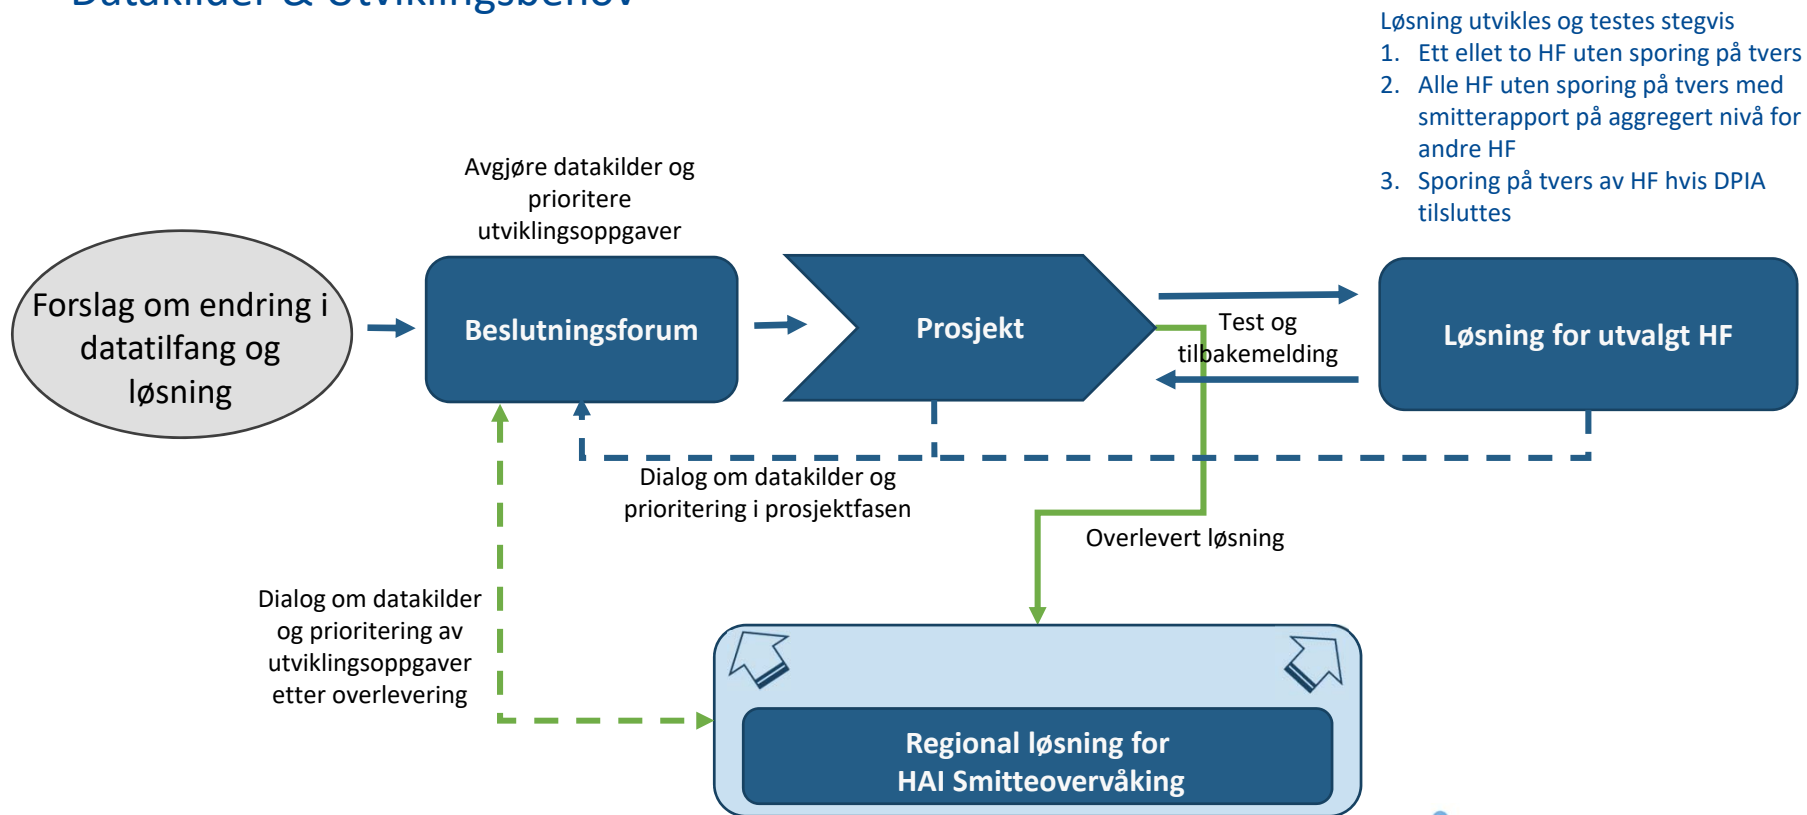 Datakilder & Utviklingsbehov
Løsning utvikles og testes stegvis
1. Ett ellet to HF uten sporing på tvers
2. Alle HF uten sporing på tvers med
smitterapport på aggregert nivå for
andre HF
3. Sporing på tvers av HF hvis DPIA
tilsluttes
Avgjøre datakilder og
prioritere
utviklingsoppgaver
Forslag om endring i
datatilfang og
løsning
Beslutningsforum
Prosjekt
Test og
tilbakemelding
Løsning for utvalgt HF
Dialog om datakilder og
prioritering i prosjektfasen
Overlevert løsning
Dialog om datakilder
og prioritering av
utviklingsoppgaver
etter overlevering
Regional løsning for
HAI Smitteovervåking